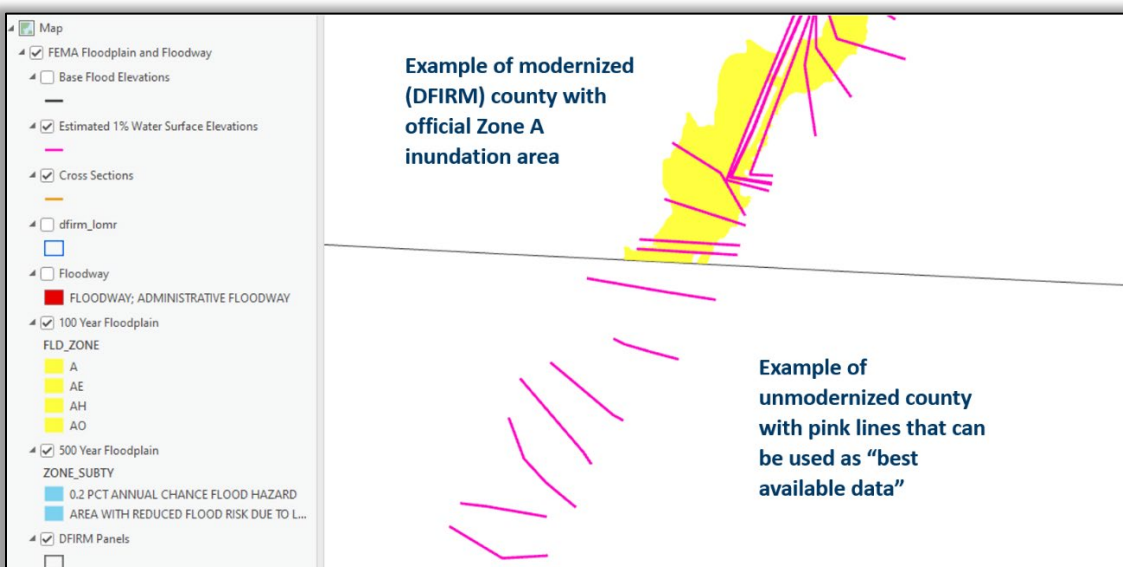 Map
FEMA Floodplain and Floodway
Base Flood Elevations
Estimated 1% Water Surface Elevations
Cross Sections
dfirm_lomr
Floodway
FLOODWAY; ADMINISTRATIVE FLOODWAY
100 Year Floodplain
FLD_ZONE
A
AE
AH
AO
500 Year Floodplain
ZONE_SUBTY
0.2 PCT ANNUAL CHANCE FLOOD HAZARD
AREA WITH REDUCED FLOOD RISK DUE TO L...
DFIRM Panels
Example of modernized
(DFIRM) county with
official Zone A
inundation area
Example of
unmodernized county
with pink lines that can
be used as “best
available data”